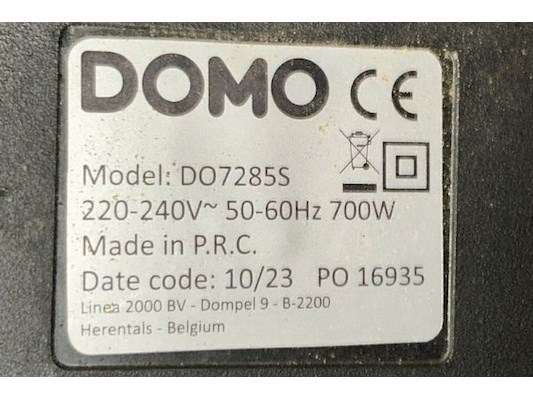 DOMO CE
Model: DO7285S
220-240V~ 50-60Hz 700W
Made in P.R.C.
Date code: 10/23 PO 16935
Linea 2000 BV - Dompel 9 - B-2200
Herentals - Belgium